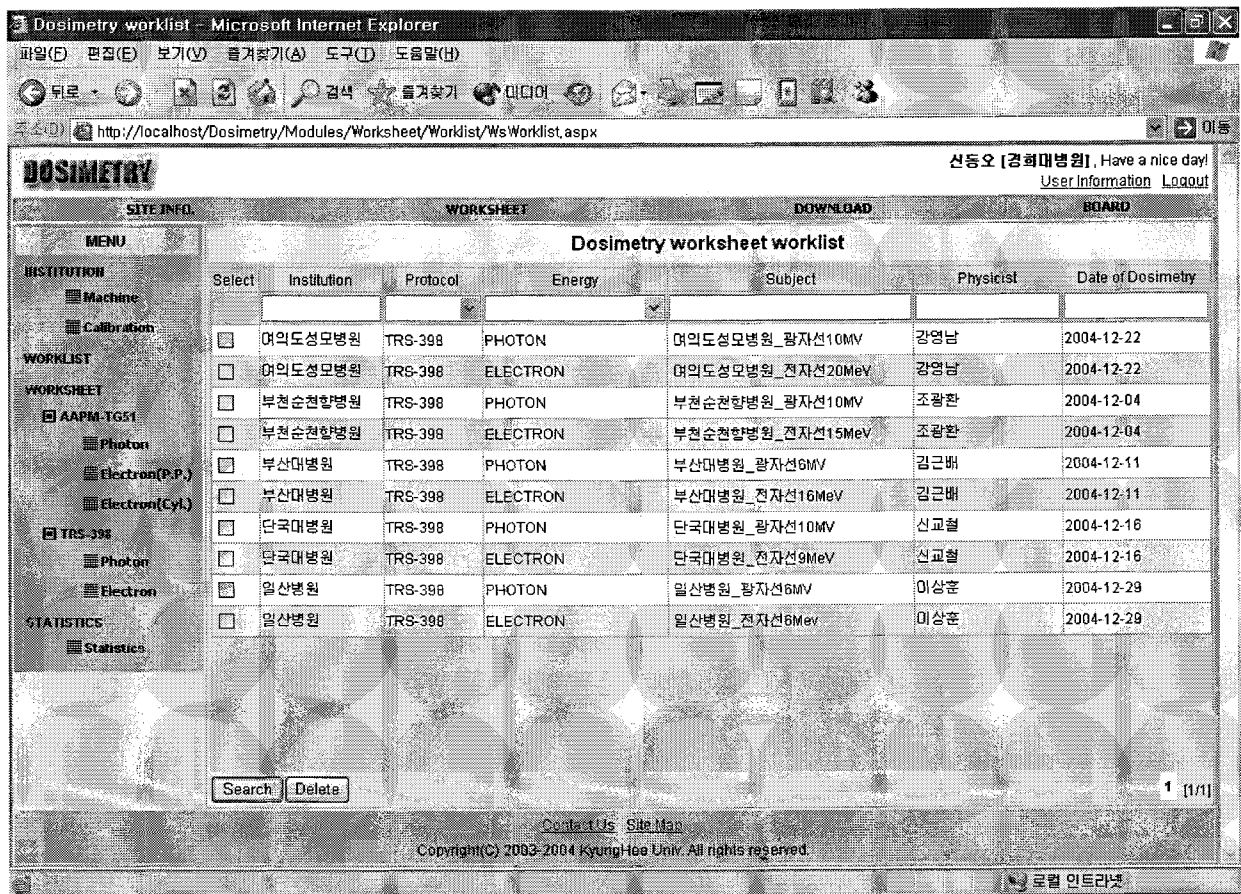 Dosimetry worklist - Microsoft Internet Explorer
파일(F) 편집(E) 보기(V) 즐겨찾기(A) 도구(T) 도움말(H)
뒤로 검색 즐겨찾기 미디어
주소(D) http://localhost/Dosimetry/Modules/Worksheet/Worklist/WsWorklist.aspx 이동
DOSIMETRY
신동오 [경희대병원], Have a nice day!
User Information Logout
SITE INFO. WORKSHEET DOWNLOAD BOARD
MENU
Dosimetry worksheet worklist
INSTITUTION
Machine
Calibration
WORKLIST
WORKSHEET
AAPM-TG51
Photon
Electron(P.P.)
Electron(Cyl.)
TRS-398
Photon
Electron
STATISTICS
Statistics
Select Institution Protocol Energy Subject Physicist Date of Dosimetry
여의도성모병원 TRS-398 PHOTON 여의도성모병원_광자선10MV 강영남 2004-12-22
여의도성모병원 TRS-398 ELECTRON 여의도성모병원_전자선20MeV 강영남 2004-12-22
부천순천향병원 TRS-398 PHOTON 부천순천향병원_광자선10MV 조광환 2004-12-04
부천순천향병원 TRS-398 ELECTRON 부천순천향병원_전자선15MeV 조광환 2004-12-04
부산대병원 TRS-398 PHOTON 부산대병원_광자선6MV 김근배 2004-12-11
부산대병원 TRS-398 ELECTRON 부산대병원_전자선16MeV 김근배 2004-12-11
단국대병원 TRS-398 PHOTON 단국대병원_광자선10MV 신교철 2004-12-16
단국대병원 TRS-398 ELECTRON 단국대병원_전자선9MeV 신교철 2004-12-16
일산병원 TRS-398 PHOTON 일산병원_광자선6MV 이상훈 2004-12-29
일산병원 TRS-398 ELECTRON 일산병원_전자선6Mev 이상훈 2004-12-29
Search Delete
1 [1/1]
Contact Us Site Map
Copyright(C) 2003-2004 KyungHee Univ. All rights reserved.
로컬 인트라넷